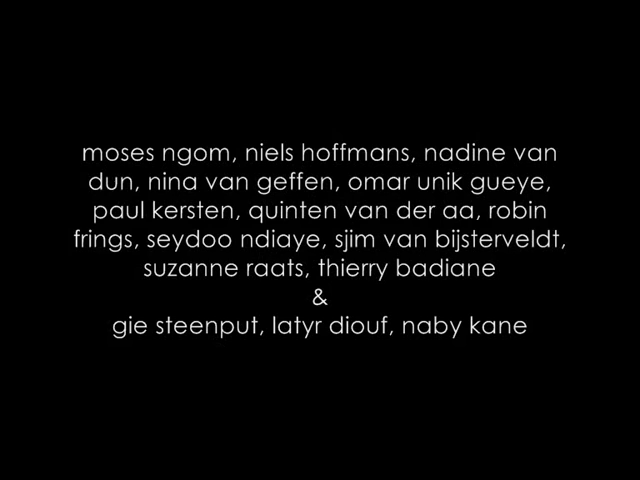 moses ngom, niels hoffmans, nadine van
dun, nina van geffen, omar unik gueye,
paul kersten, quinten van der aa, robin
frings, seydoo ndiaye, sjim van bijsterveldt,
suzanne raats, thierry badiane
&
gie steenput, latyr diouf, naby kane